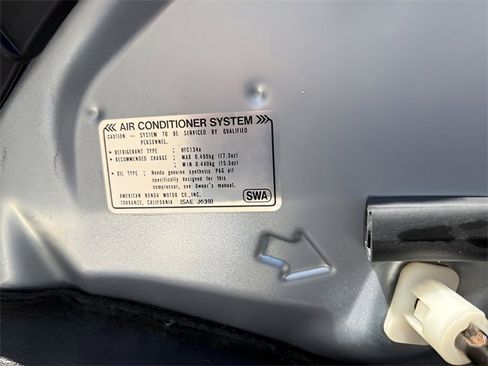 <<< AIR CONDITIONER SYSTEM >>>
CAUTION - SYSTEM TO BE SERVICED BY QUALIFIED
PERSONNEL.
• REFRIGERANT TYPE : HFC134a
• RECOMMENDED CHARGE : MAX 0.490kg (17.3oz)
MIN 0.440kg (15.5oz)
• OIL TYPE : Honda genuine synthetic PAG oil
specifically designed for this
compressor, see Owner's manual.
AMERICAN HONDA MOTOR CO., INC.
TORRANCE, CALIFORNIA (SAE J639)
SWA